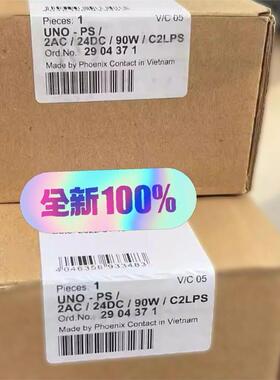 Pieces: 1 V/C 05
UNO - PS /
2AC / 24DC / 90W / C2LPS
Ord.No. 29 04 37 1
Made by Phoenix Contact in Vietnam
全新100%
4046356 933483
Pieces: 1 V/C 05
UNO - PS /
2AC / 24DC / 90W / C2LPS
Ord.No.: 29 04 37 1
Made by Phoenix Contact in Vietnam